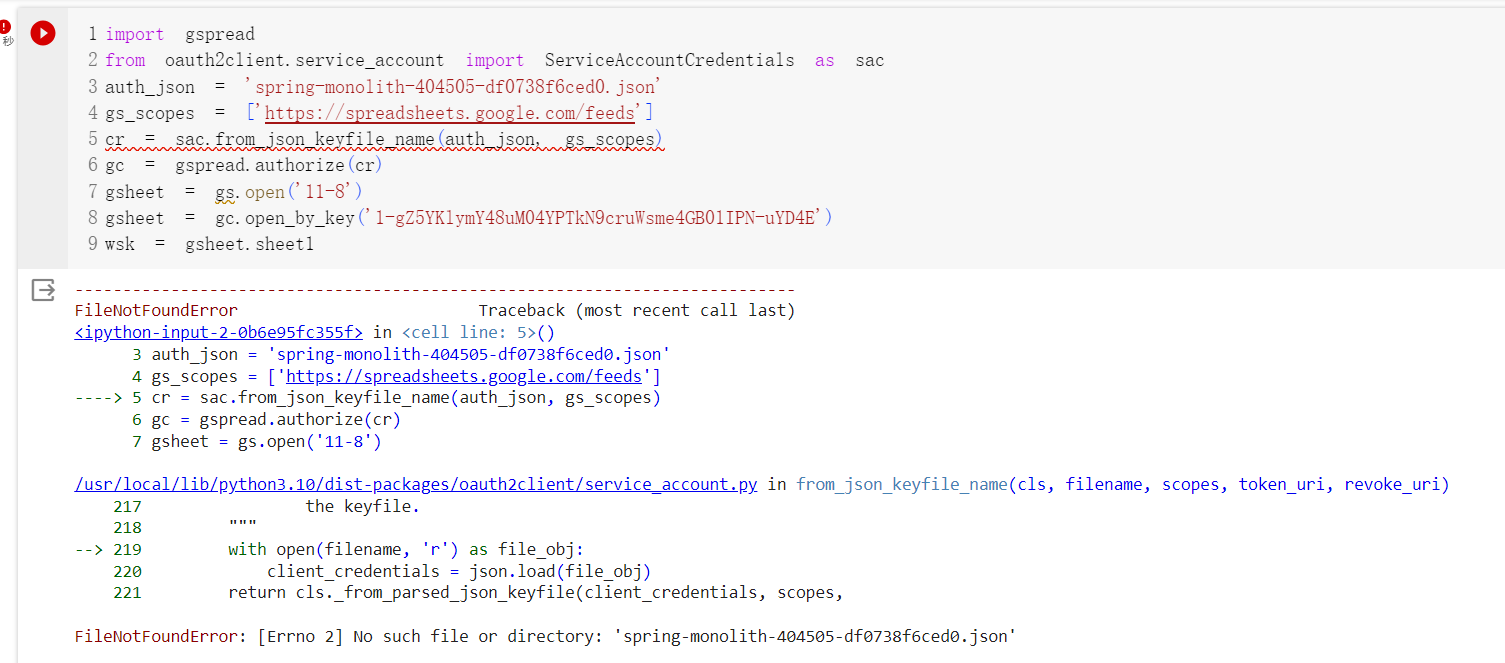 !
秒
1 import gspread
2 from oauth2client.service_account import ServiceAccountCredentials as sac
3 auth_json = 'spring-monolith-404505-df0738f6ced0.json'
4 gs_scopes = ['https://spreadsheets.google.com/feeds']
5 cr = sac.from_json_keyfile_name(auth_json, gs_scopes)
6 gc = gspread.authorize(cr)
7 gsheet = gs.open('11-8')
8 gsheet = gc.open_by_key('1-gZ5YK1ymY48uMO4YPTkN9cruWsme4GBO1IPN-uYD4E')
9 wsk = gsheet.sheet1
---------------------------------------------------------------------------
FileNotFoundError Traceback (most recent call last)
<ipython-input-2-0b6e95fc355f> in <cell line: 5>()
3 auth_json = 'spring-monolith-404505-df0738f6ced0.json'
4 gs_scopes = ['https://spreadsheets.google.com/feeds']
----> 5 cr = sac.from_json_keyfile_name(auth_json, gs_scopes)
6 gc = gspread.authorize(cr)
7 gsheet = gs.open('11-8')
/usr/local/lib/python3.10/dist-packages/oauth2client/service_account.py in from_json_keyfile_name(cls, filename, scopes, token_uri, revoke_uri)
217 the keyfile.
218 """
--> 219 with open(filename, 'r') as file_obj:
220 client_credentials = json.load(file_obj)
221 return cls._from_parsed_json_keyfile(client_credentials, scopes,
FileNotFoundError: [Errno 2] No such file or directory: 'spring-monolith-404505-df0738f6ced0.json'